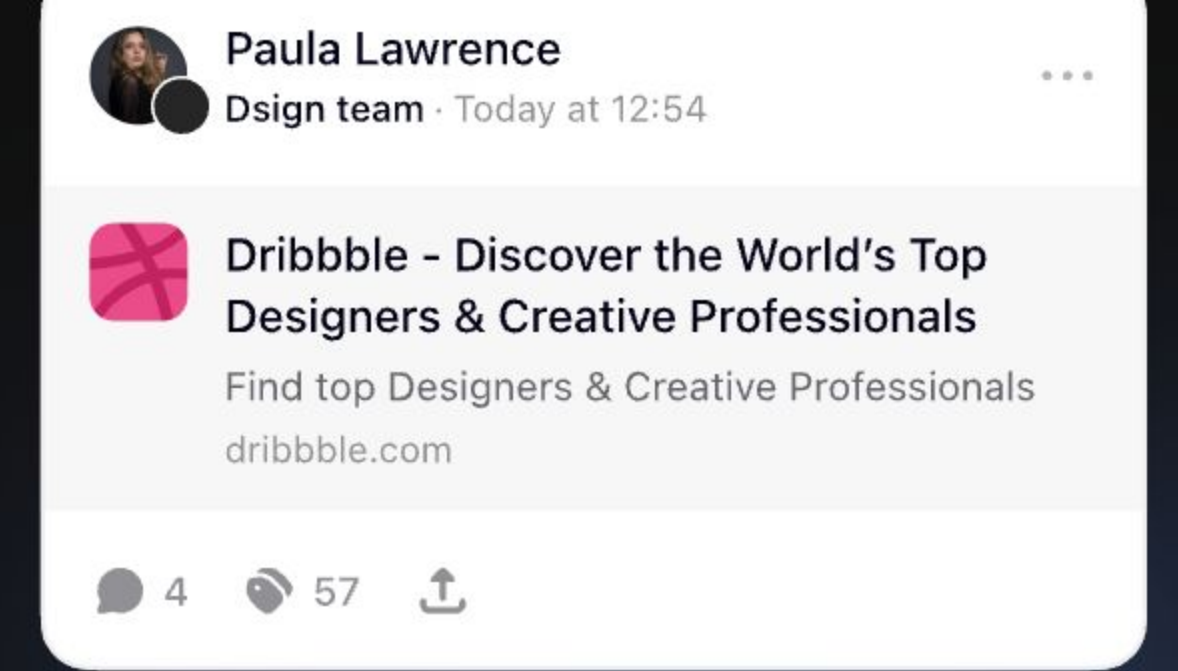 Paula Lawrence
Dsign team · Today at 12:54
Dribbble - Discover the World’s Top
Designers & Creative Professionals
Find top Designers & Creative Professionals
dribbble.com
4 57